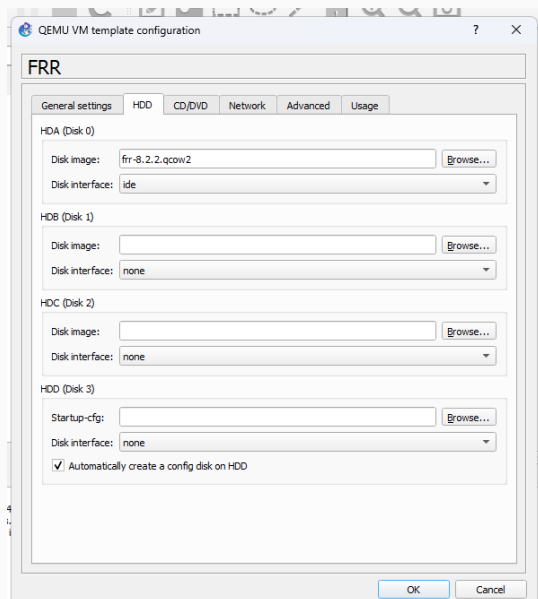 QEMU VM template configuration ? ×
FRR
General settings HDD CD/DVD Network Advanced Usage
HDA (Disk 0)
Disk image: frr-8.2.2.qcow2 Browse...
Disk interface: ide
HDB (Disk 1)
Disk image: Browse...
Disk interface: none
HDC (Disk 2)
Disk image: Browse...
Disk interface: none
HDD (Disk 3)
Startup-cfg: Browse...
Disk interface: none
Automatically create a config disk on HDD
OK Cancel